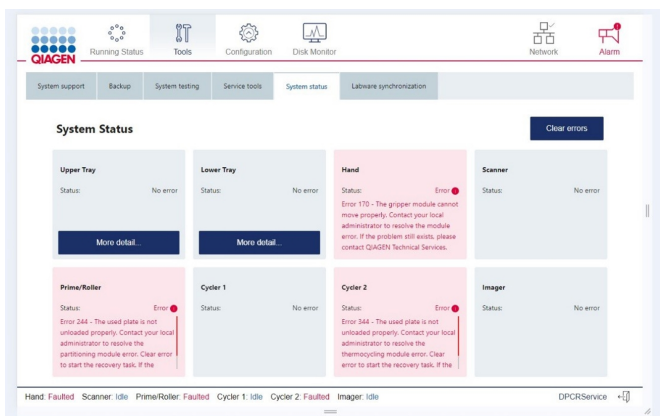 QIAGEN
Running Status
Tools
Configuration
Disk Monitor
Network
Alarm
System support
Backup
System testing
Service tools
System status
Labware synchronization
System Status
Clear errors
Upper Tray
Status: No error
More detail...
Lower Tray
Status: No error
More detail...
Hand
Status: Error
Error 170 - The gripper module cannot
move properly. Contact your local
administrator to resolve the module
error. If the problem still exists, please
contact QIAGEN Technical Services.
Scanner
Status: No error
Prime/Roller
Status: Error
Error 244 - The used plate is not
unloaded properly. Contact your local
administrator to resolve the
partitioning module error. Clear error
to start the recovery task. If the
Cycler 1
Status: No error
Cycler 2
Status: Error
Error 344 - The used plate is not
unloaded properly. Contact your local
administrator to resolve the
thermocycling module error. Clear
error to start the recovery task. If the
Imager
Status: No error
Hand: Faulted Scanner: Idle Prime/Roller: Faulted Cycler 1: Idle Cycler 2: Faulted Imager: Idle DPCRService